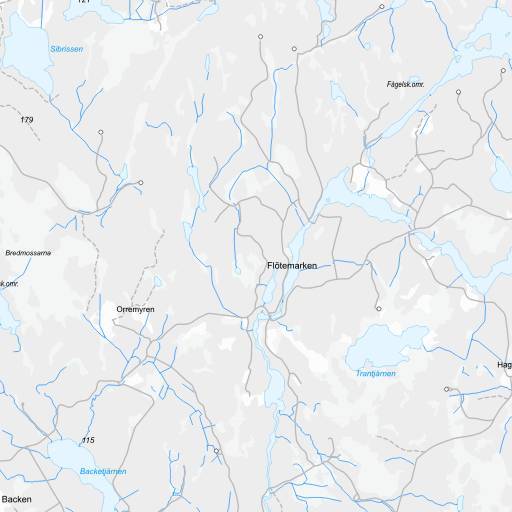 121
Sibrissen
Fågelsk.omr.
179
Bredmossarna
Flötemarken
sk.omr.
Orremyren
Trantjärnen
Hag
115
Backetjärnen
Backen